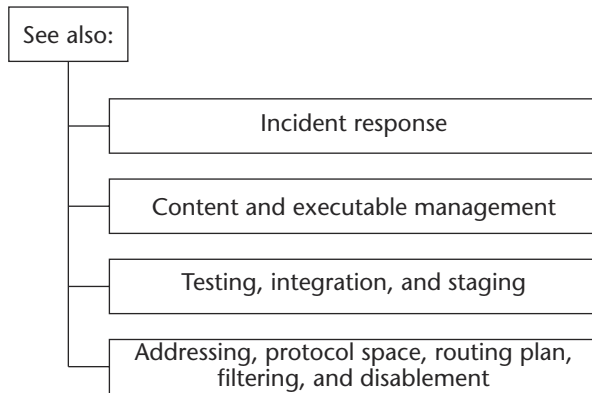 See also:
Incident response
Content and executable management
Testing, integration, and staging
Addressing, protocol space, routing plan,
filtering, and disablement